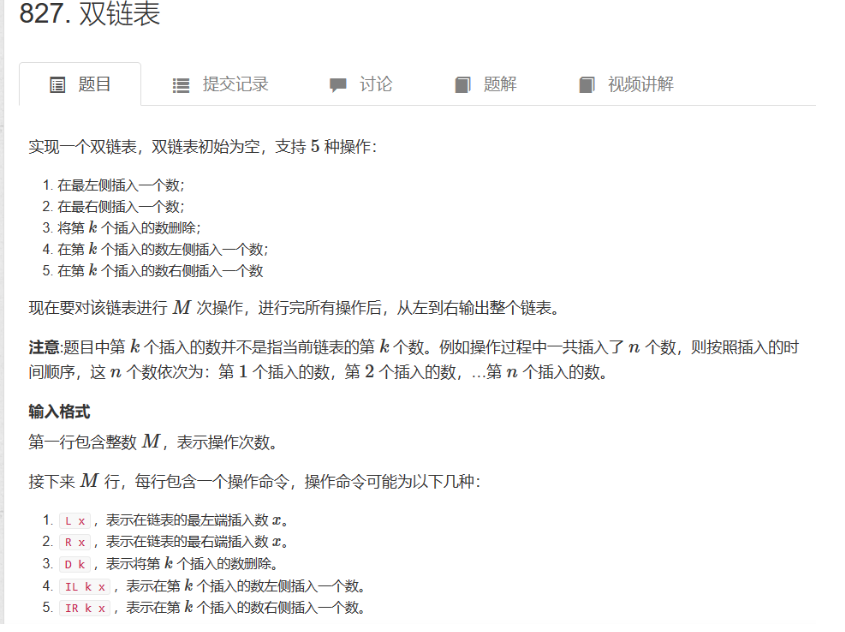 827. 双链表
题目 提交记录 讨论 题解 视频讲解
实现一个双链表，双链表初始为空，支持 5 种操作：
1. 在最左侧插入一个数；
2. 在最右侧插入一个数；
3. 将第 k 个插入的数删除；
4. 在第 k 个插入的数左侧插入一个数；
5. 在第 k 个插入的数右侧插入一个数
现在要对该链表进行 M 次操作，进行完所有操作后，从左到右输出整个链表。
注意:题目中第 k 个插入的数并不是指当前链表的第 k 个数。例如操作过程中一共插入了 n 个数，则按照插入的时
间顺序，这 n 个数依次为：第 1 个插入的数，第 2 个插入的数，…第 n 个插入的数。
输入格式
第一行包含整数 M，表示操作次数。
接下来 M 行，每行包含一个操作命令，操作命令可能为以下几种：
1. L x，表示在链表的最左端插入数 x。
2. R x，表示在链表的最右端插入数 x。
3. D k，表示将第 k 个插入的数删除。
4. IL k x，表示在第 k 个插入的数左侧插入一个数。
5. IR k x，表示在第 k 个插入的数右侧插入一个数。